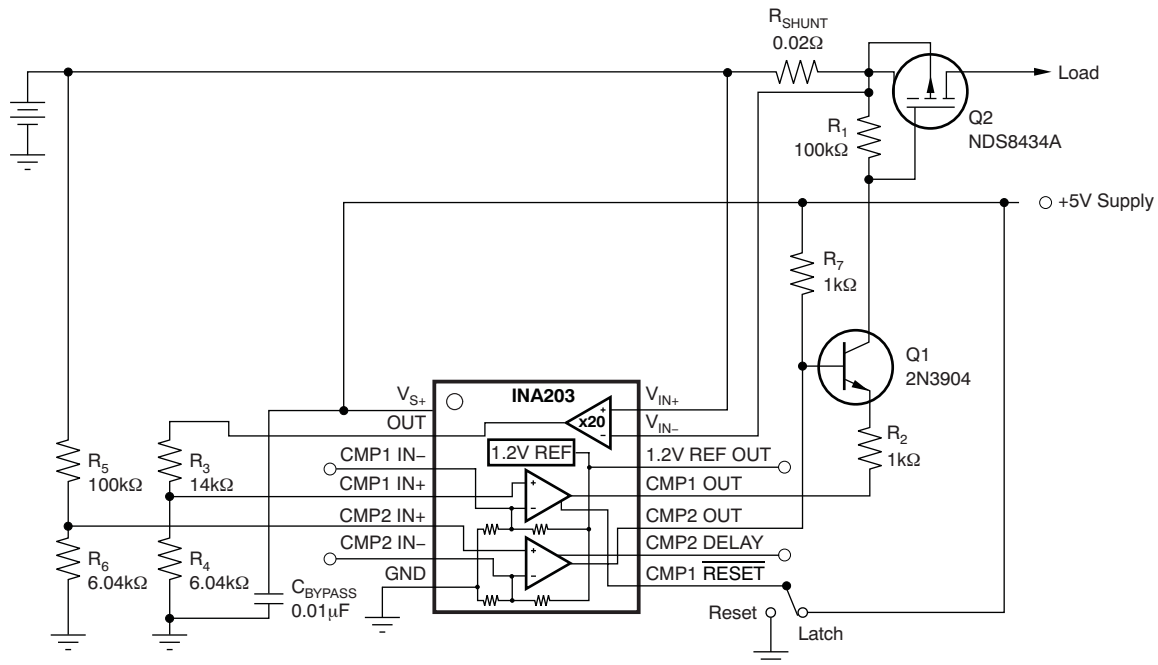 R_SHUNT
0.02Ω
Load
Q2
NDS8434A
R1
100kΩ
+5V Supply
R7
1kΩ
Q1
2N3904
R2
1kΩ
VS+
OUT
INA203
x20
+
−
VIN+
VIN−
CMP1 IN−
CMP1 IN+
CMP2 IN+
CMP2 IN−
GND
1.2V REF
+
−
+
−
1.2V REF OUT
CMP1 OUT
CMP2 OUT
CMP2 DELAY
CMP1 RESET
R5
100kΩ
R3
14kΩ
R6
6.04kΩ
R4
6.04kΩ
CBYPASS
0.01μF
Reset
Latch